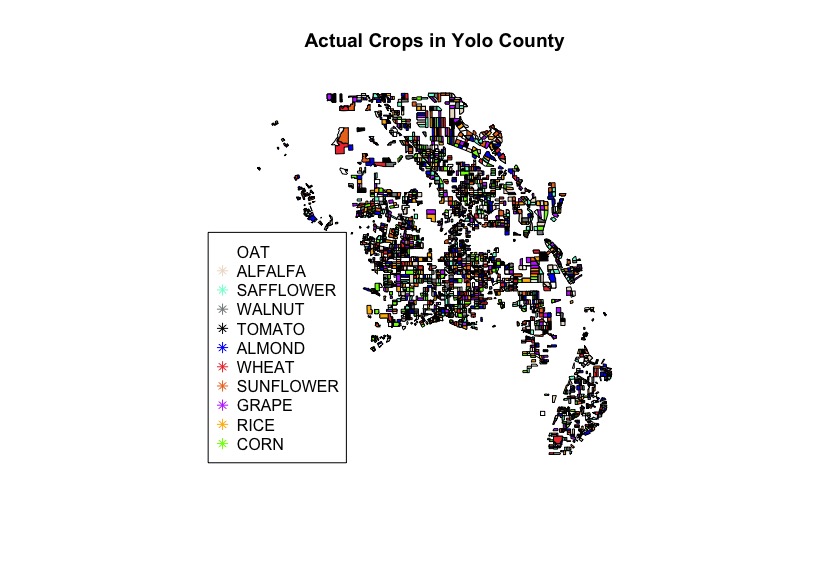 Actual Crops in Yolo County
OAT
ALFALFA
SAFFLOWER
WALNUT
TOMATO
ALMOND
WHEAT
SUNFLOWER
GRAPE
RICE
CORN